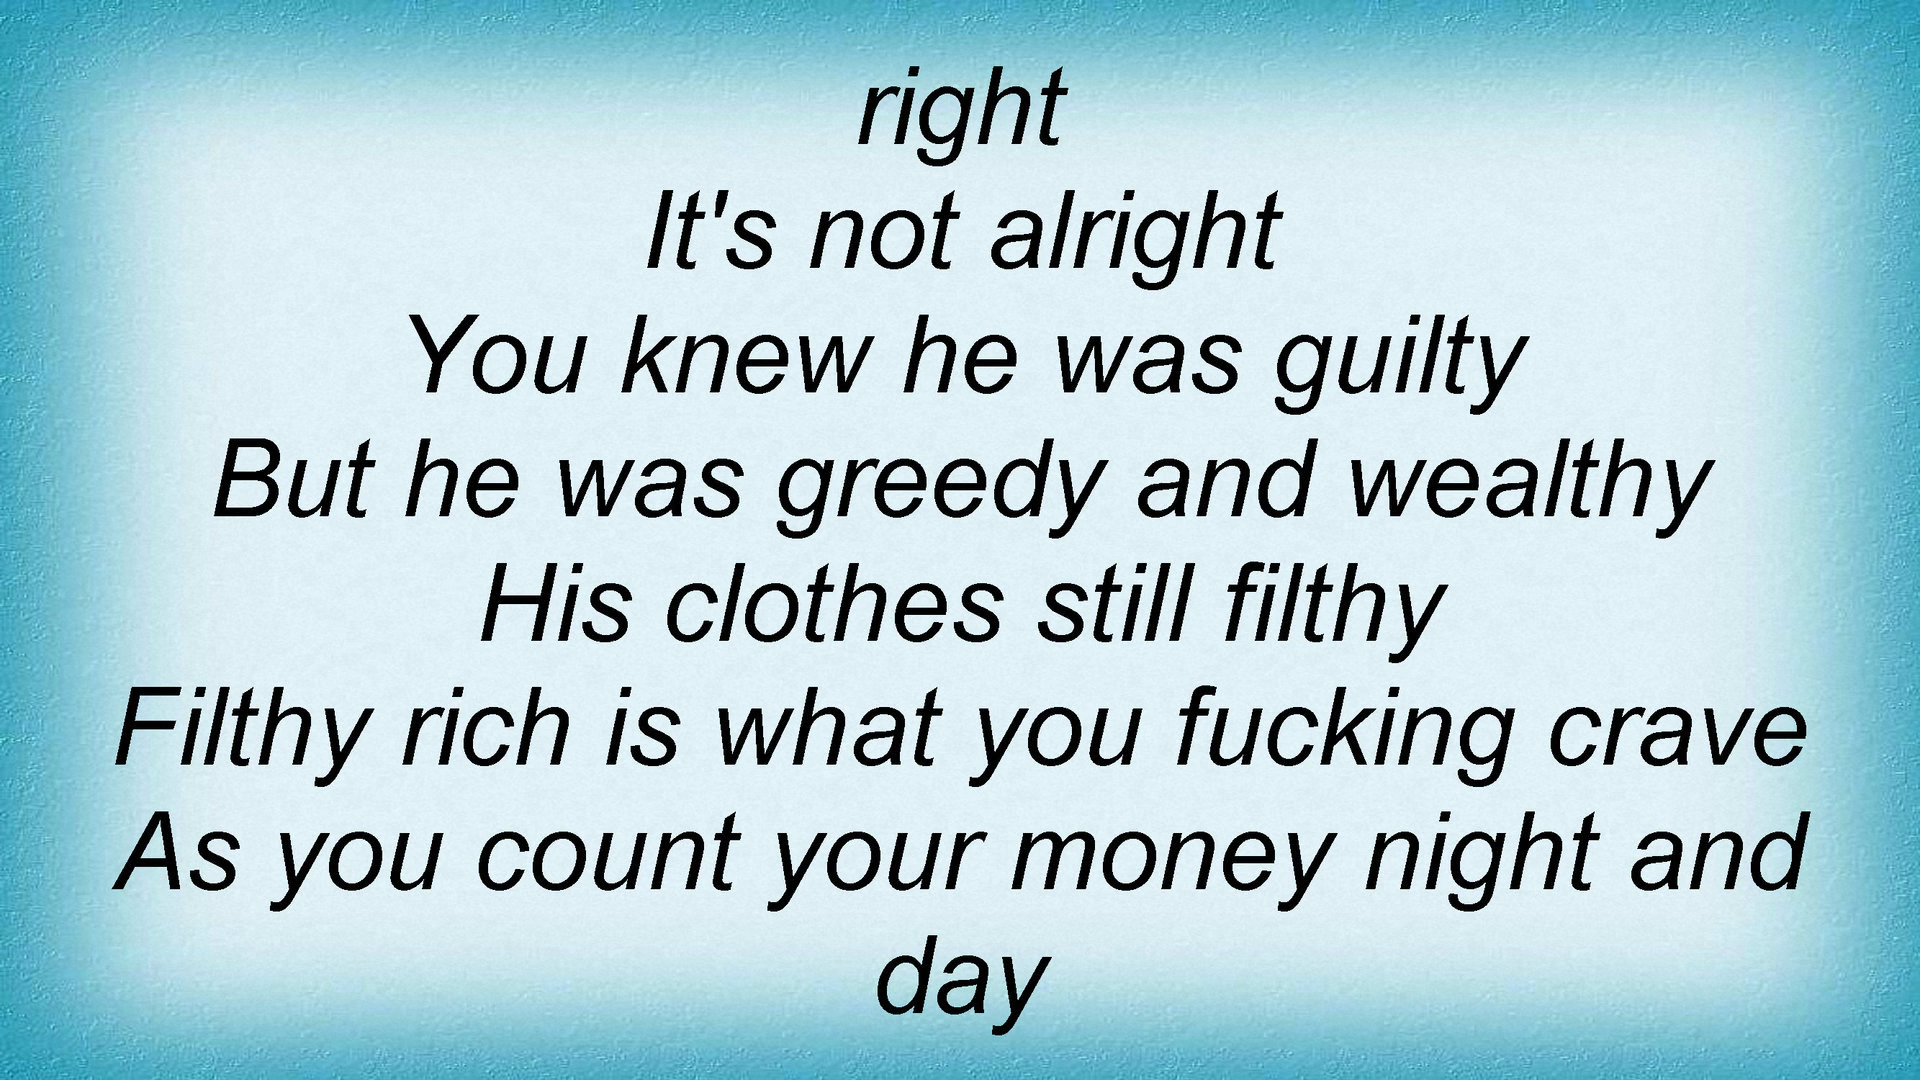 right
It's not alright
You knew he was guilty
But he was greedy and wealthy
His clothes still filthy
Filthy rich is what you fucking crave
As you count your money night and
day